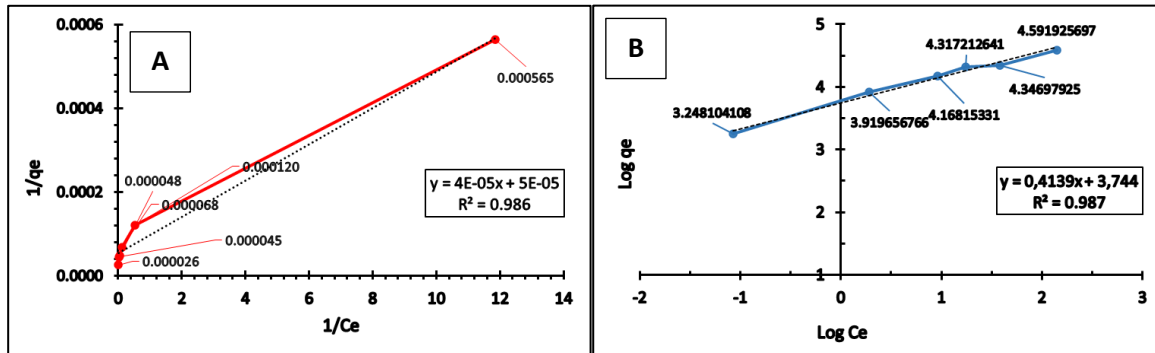 A
0.0006
0.0004
0.0002
0.0000
1/qe
0.000565
0.000120
0.000048
0.000068
0.000045
0.000026
y = 4E-05x + 5E-05
R² = 0.986
0 2 4 6 8 10 12 14
1/Ce
B
5
4
3
2
1
Log qe
4.591925697
4.317212641
4.34697925
4.16815331
3.919656766
3.248104108
y = 0,4139x + 3,744
R² = 0.987
-2 -1 0 1 2 3
Log Ce